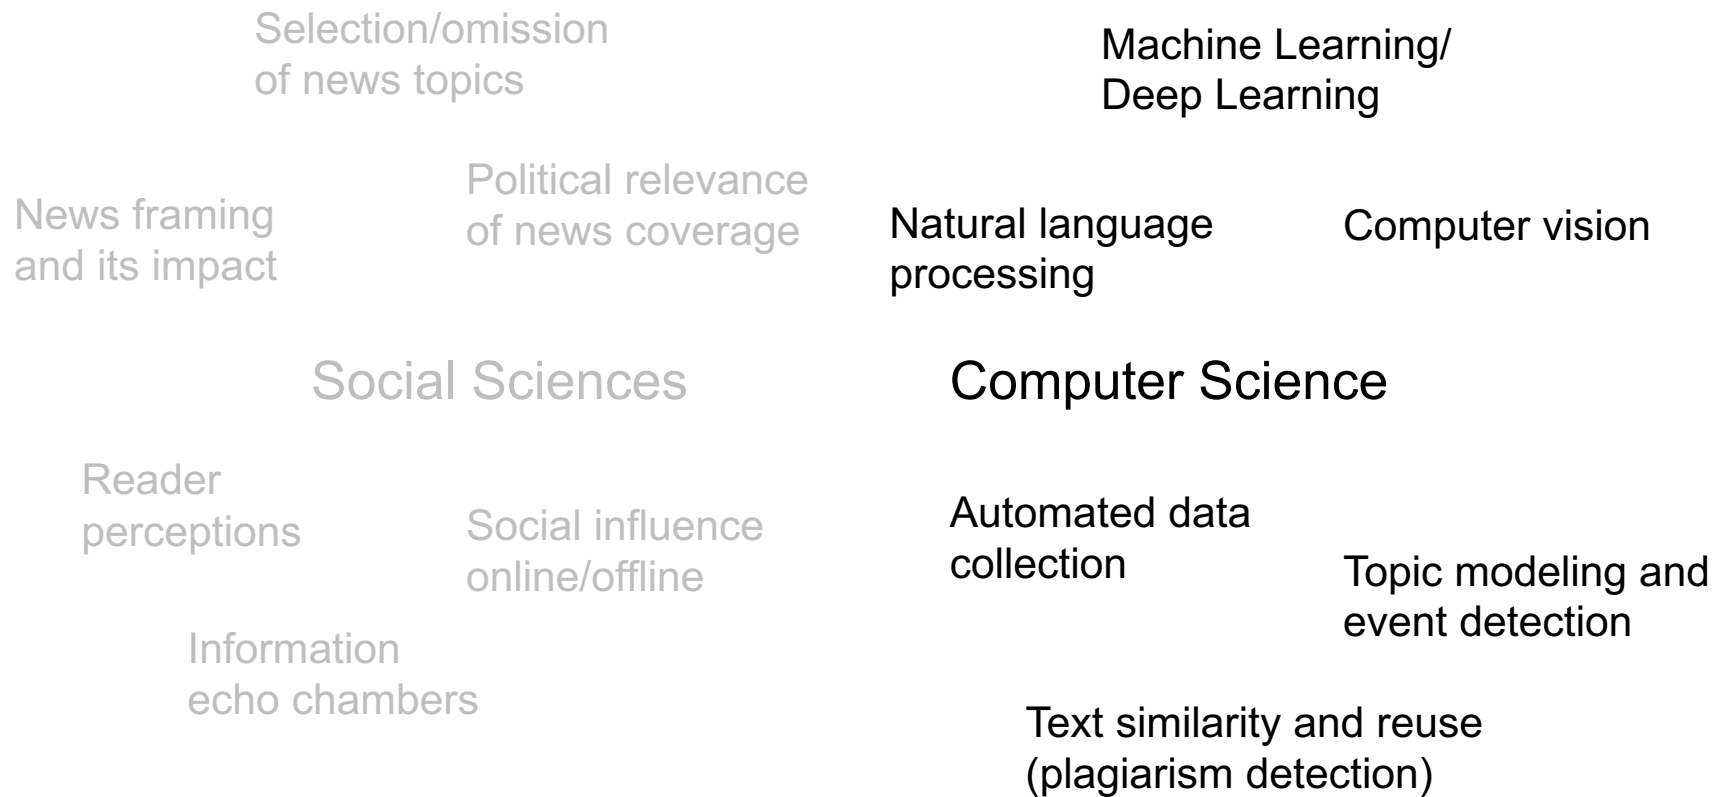 Selection/omission
of news topics
News framing
and its impact
Political relevance
of news coverage
Social Sciences
Reader
perceptions
Social influence
online/offline
Information
echo chambers
Machine Learning/
Deep Learning
Natural language
processing
Computer vision
Computer Science
Automated data
collection
Topic modeling and
event detection
Text similarity and reuse
(plagiarism detection)